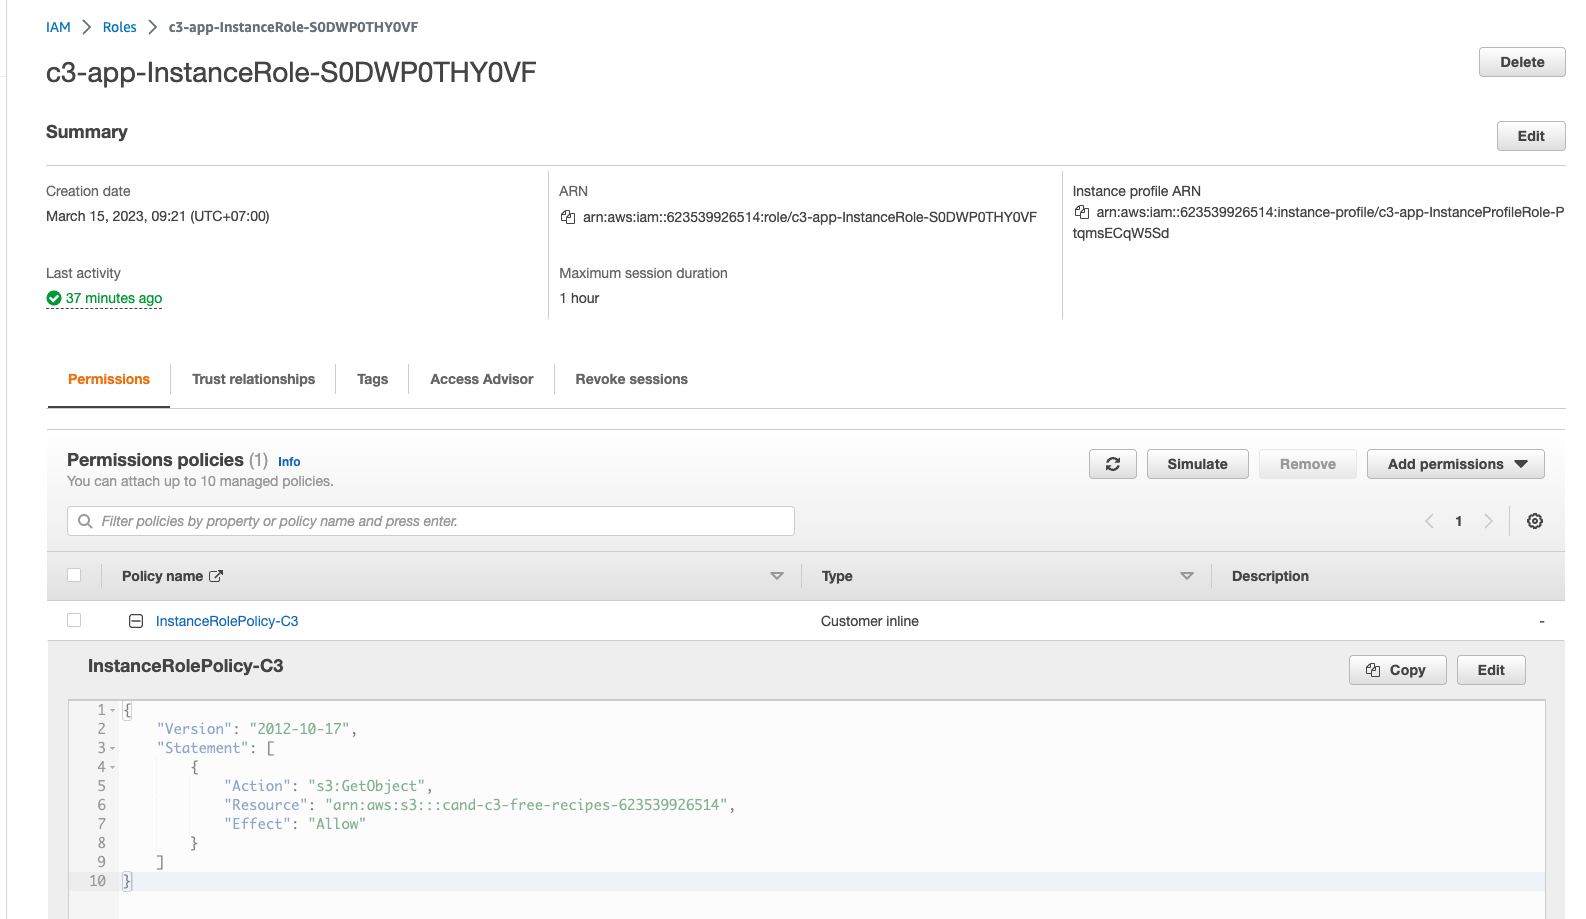 IAM > Roles > c3-app-InstanceRole-S0DWP0THY0VF
c3-app-InstanceRole-S0DWP0THY0VF
Delete
Summary
Edit
Creation date
March 15, 2023, 09:21 (UTC+07:00)
ARN
arn:aws:iam::623539926514:role/c3-app-InstanceRole-S0DWP0THY0VF
Instance profile ARN
arn:aws:iam::623539926514:instance-profile/c3-app-InstanceProfileRole-P
tqmsECqW5Sd
Last activity
37 minutes ago
Maximum session duration
1 hour
Permissions
Trust relationships
Tags
Access Advisor
Revoke sessions
Permissions policies (1) Info
You can attach up to 10 managed policies.
Simulate
Remove
Add permissions
Filter policies by property or policy name and press enter.
1
Policy name
Type
Description
InstanceRolePolicy-C3
Customer inline
-
InstanceRolePolicy-C3
Copy
Edit
1 {
2 "Version": "2012-10-17",
3 "Statement": [
4 {
5 "Action": "s3:GetObject",
6 "Resource": "arn:aws:s3:::cand-c3-free-recipes-623539926514",
7 "Effect": "Allow"
8 }
9 ]
10 }